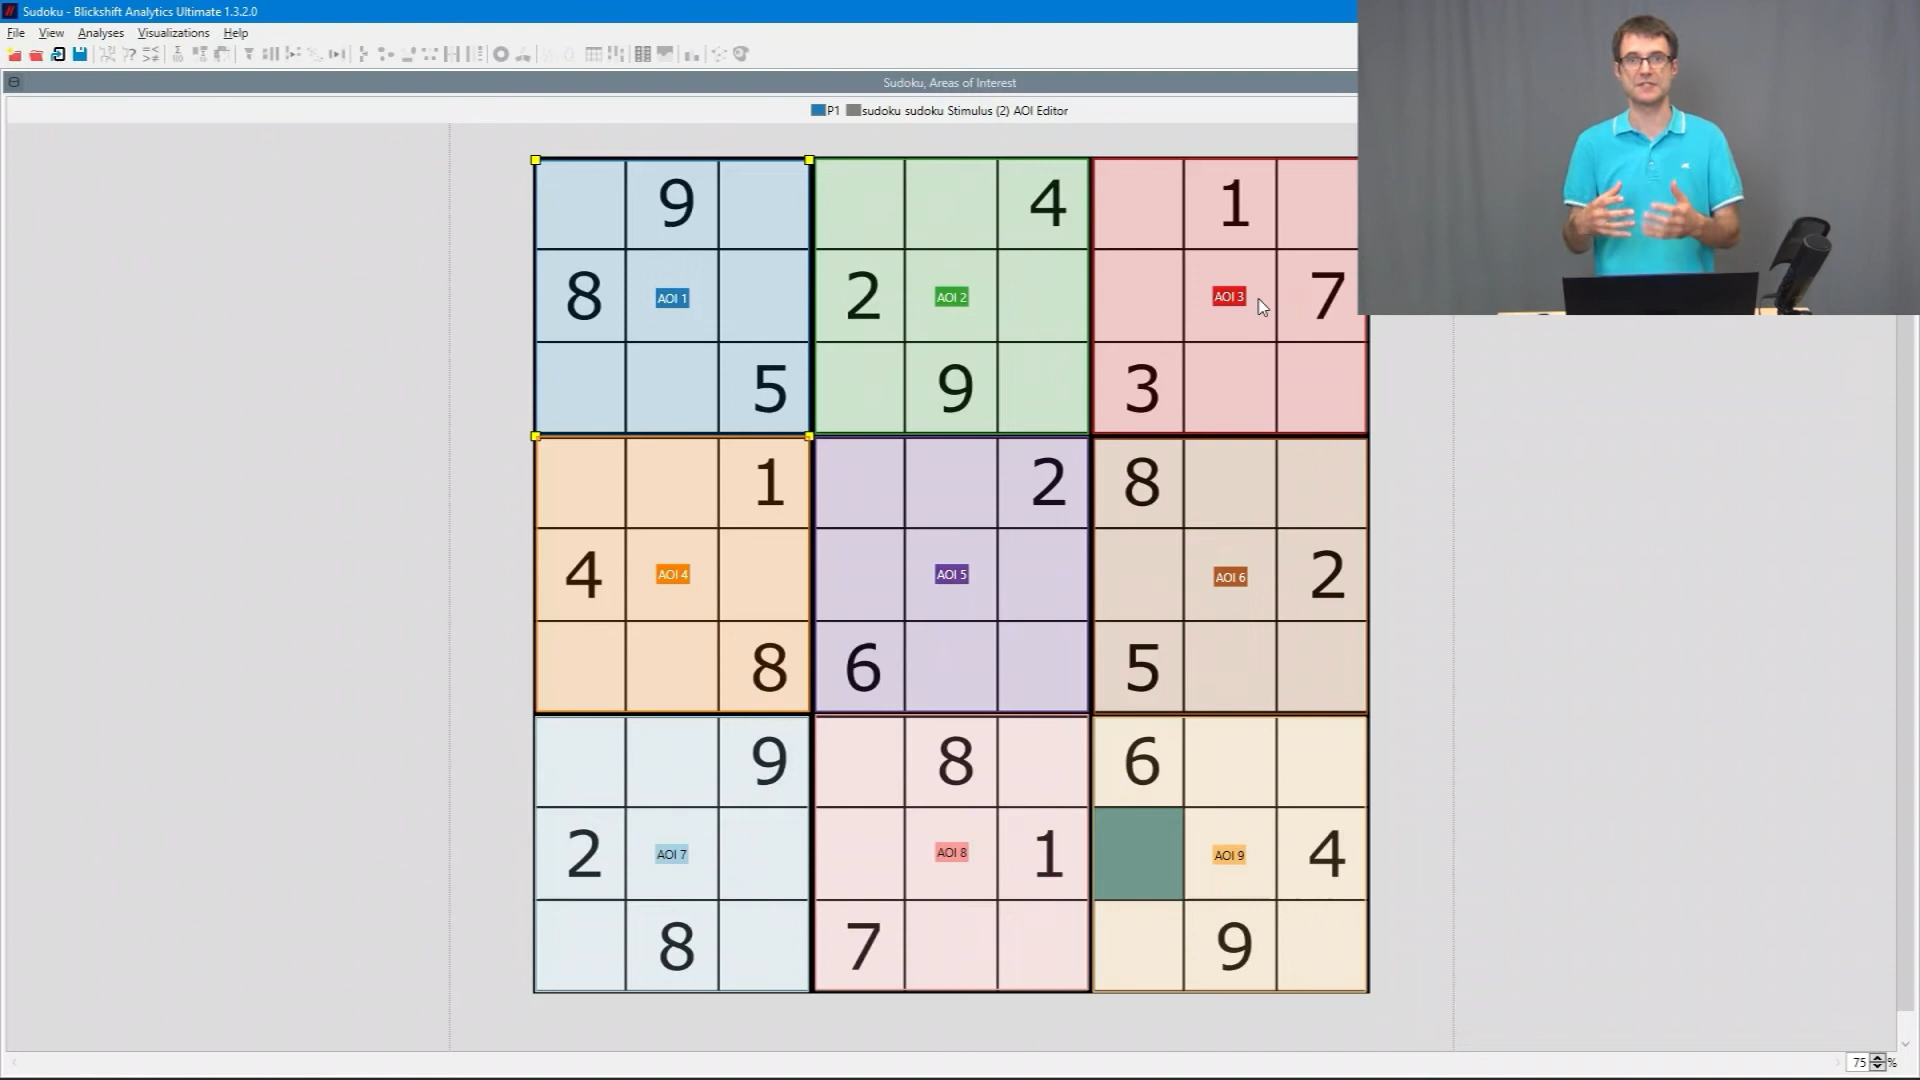 Sudoku - Blickshift Analytics Ultimate 1.3.2.0
File View Analyses Visualizations Help
Sudoku, Areas of Interest
P1 sudoku sudoku Stimulus (2) AOI Editor
9 4 1
8 AOI 1 2 AOI 2 AOI 3 7
5 9 3
1 2 8
4 AOI 4 AOI 5 AOI 6 2
8 6 5
9 8 6
2 AOI 7 AOI 8 1 AOI 9 4
8 7 9
75 %